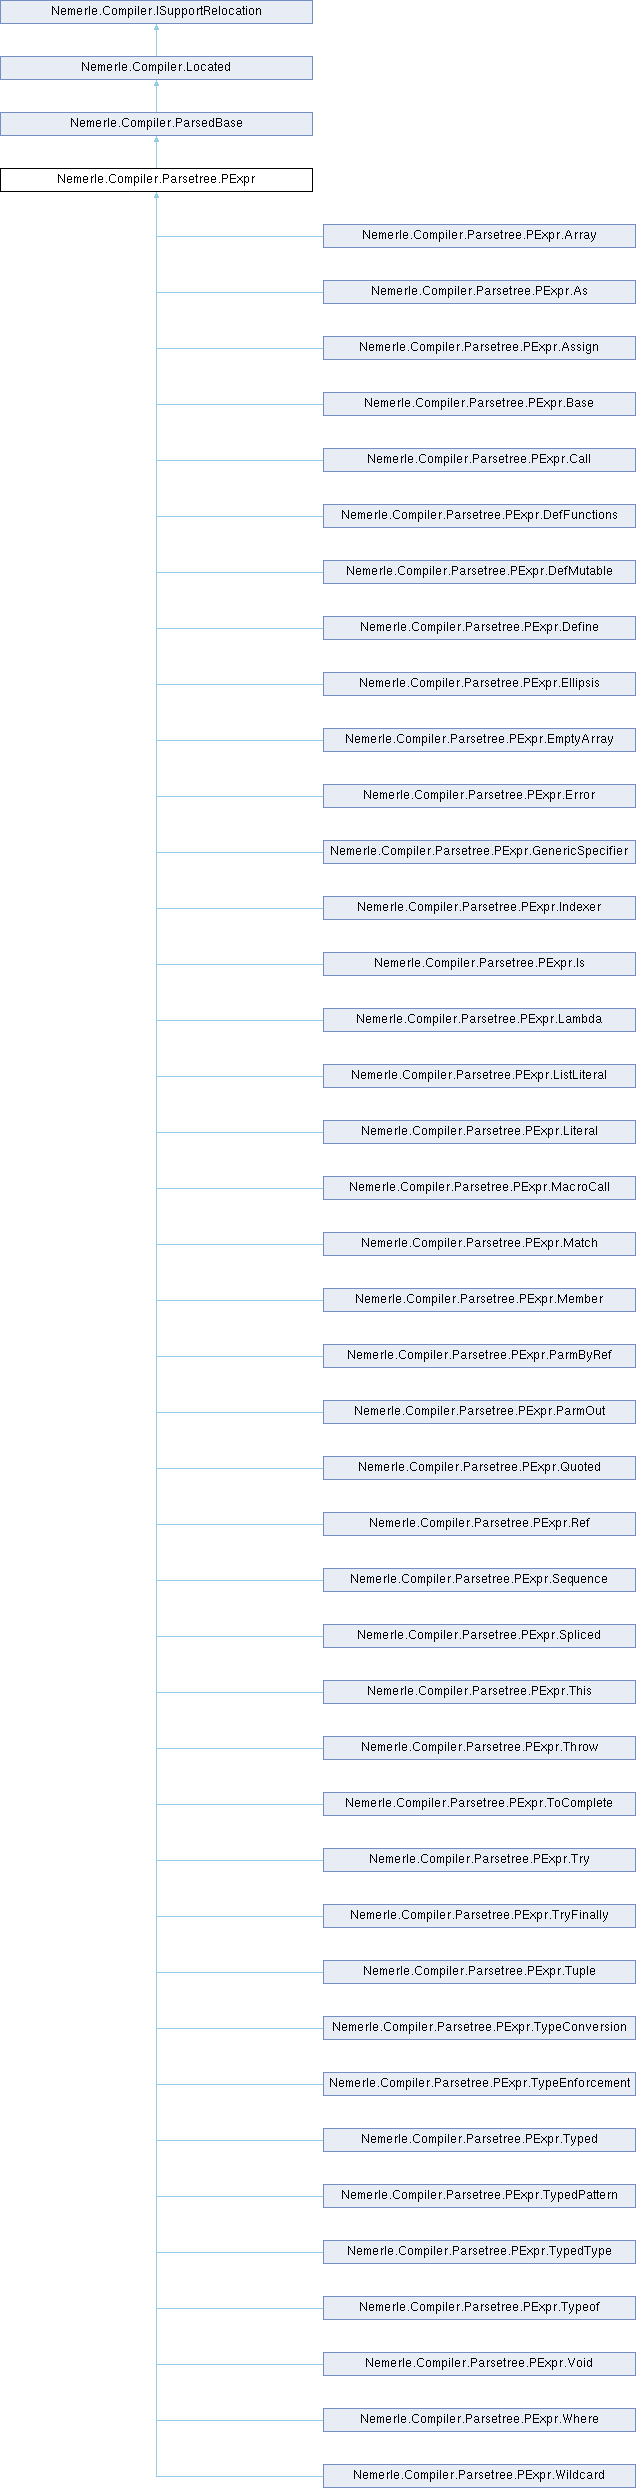 Nemerle.Compiler.ISupportRelocation
Nemerle.Compiler.Located
Nemerle.Compiler.ParsedBase
Nemerle.Compiler.Parsetree.PExpr
Nemerle.Compiler.Parsetree.PExpr.Array
Nemerle.Compiler.Parsetree.PExpr.As
Nemerle.Compiler.Parsetree.PExpr.Assign
Nemerle.Compiler.Parsetree.PExpr.Base
Nemerle.Compiler.Parsetree.PExpr.Call
Nemerle.Compiler.Parsetree.PExpr.DefFunctions
Nemerle.Compiler.Parsetree.PExpr.DefMutable
Nemerle.Compiler.Parsetree.PExpr.Define
Nemerle.Compiler.Parsetree.PExpr.Ellipsis
Nemerle.Compiler.Parsetree.PExpr.EmptyArray
Nemerle.Compiler.Parsetree.PExpr.Error
Nemerle.Compiler.Parsetree.PExpr.GenericSpecifier
Nemerle.Compiler.Parsetree.PExpr.Indexer
Nemerle.Compiler.Parsetree.PExpr.Is
Nemerle.Compiler.Parsetree.PExpr.Lambda
Nemerle.Compiler.Parsetree.PExpr.ListLiteral
Nemerle.Compiler.Parsetree.PExpr.Literal
Nemerle.Compiler.Parsetree.PExpr.MacroCall
Nemerle.Compiler.Parsetree.PExpr.Match
Nemerle.Compiler.Parsetree.PExpr.Member
Nemerle.Compiler.Parsetree.PExpr.ParmByRef
Nemerle.Compiler.Parsetree.PExpr.ParmOut
Nemerle.Compiler.Parsetree.PExpr.Quoted
Nemerle.Compiler.Parsetree.PExpr.Ref
Nemerle.Compiler.Parsetree.PExpr.Sequence
Nemerle.Compiler.Parsetree.PExpr.Spliced
Nemerle.Compiler.Parsetree.PExpr.This
Nemerle.Compiler.Parsetree.PExpr.Throw
Nemerle.Compiler.Parsetree.PExpr.ToComplete
Nemerle.Compiler.Parsetree.PExpr.Try
Nemerle.Compiler.Parsetree.PExpr.TryFinally
Nemerle.Compiler.Parsetree.PExpr.Tuple
Nemerle.Compiler.Parsetree.PExpr.TypeConversion
Nemerle.Compiler.Parsetree.PExpr.TypeEnforcement
Nemerle.Compiler.Parsetree.PExpr.Typed
Nemerle.Compiler.Parsetree.PExpr.TypedPattern
Nemerle.Compiler.Parsetree.PExpr.TypedType
Nemerle.Compiler.Parsetree.PExpr.Typeof
Nemerle.Compiler.Parsetree.PExpr.Void
Nemerle.Compiler.Parsetree.PExpr.Where
Nemerle.Compiler.Parsetree.PExpr.Wildcard